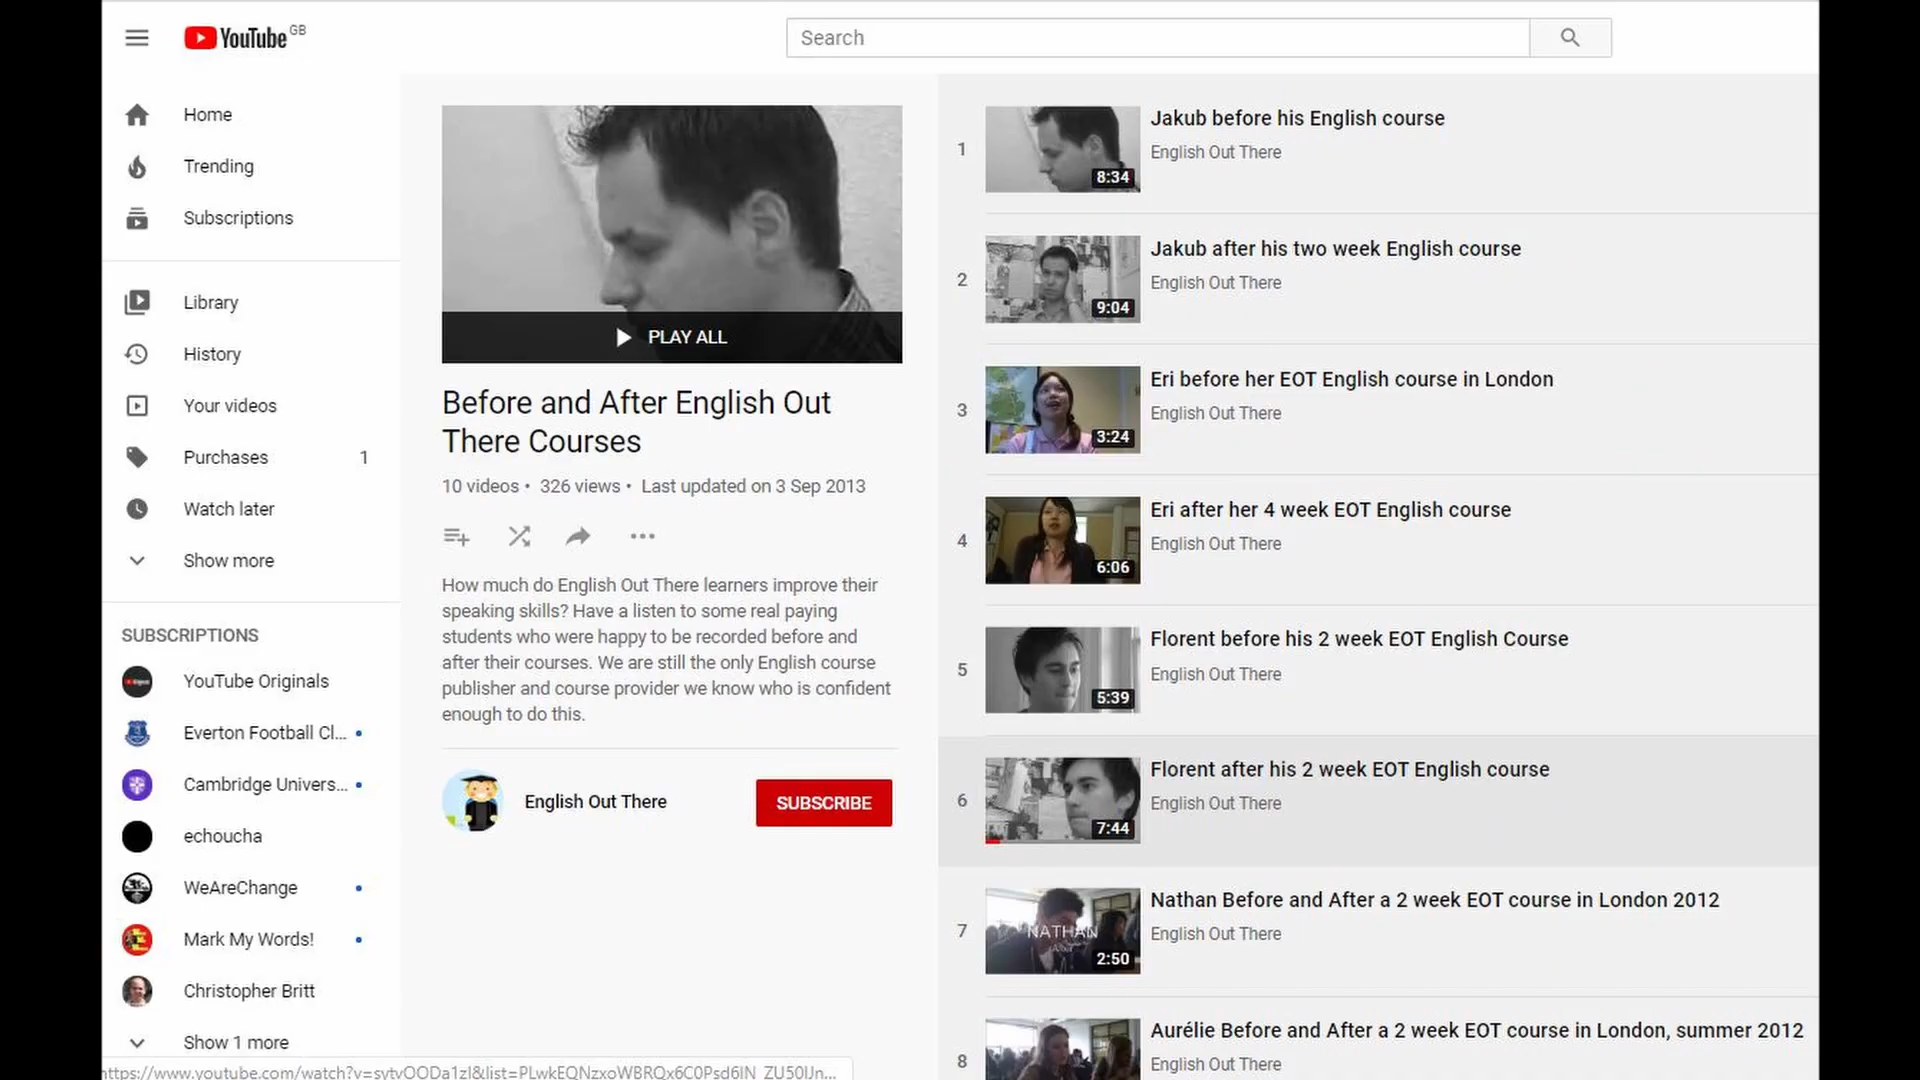 YouTube GB
Search
Home
Trending
Subscriptions
Library
History
Your videos
Purchases 1
Watch later
Show more
SUBSCRIPTIONS
YouTube Originals
Everton Football Cl...
Cambridge Univers...
echoucha
WeAreChange
Mark My Words!
Christopher Britt
Show 1 more
PLAY ALL
Before and After English Out
There Courses
10 videos • 326 views • Last updated on 3 Sep 2013
How much do English Out There learners improve their
speaking skills? Have a listen to some real paying
students who were happy to be recorded before and
after their courses. We are still the only English course
publisher and course provider we know who is confident
enough to do this.
English Out There
SUBSCRIBE
1
8:34
Jakub before his English course
English Out There
2
9:04
Jakub after his two week English course
English Out There
3
3:24
Eri before her EOT English course in London
English Out There
4
6:06
Eri after her 4 week EOT English course
English Out There
5
5:39
Florent before his 2 week EOT English Course
English Out There
6
7:44
Florent after his 2 week EOT English course
English Out There
7
NATHAN
2:50
Nathan Before and After a 2 week EOT course in London 2012
English Out There
8
Aurélie Before and After a 2 week EOT course in London, summer 2012
English Out There